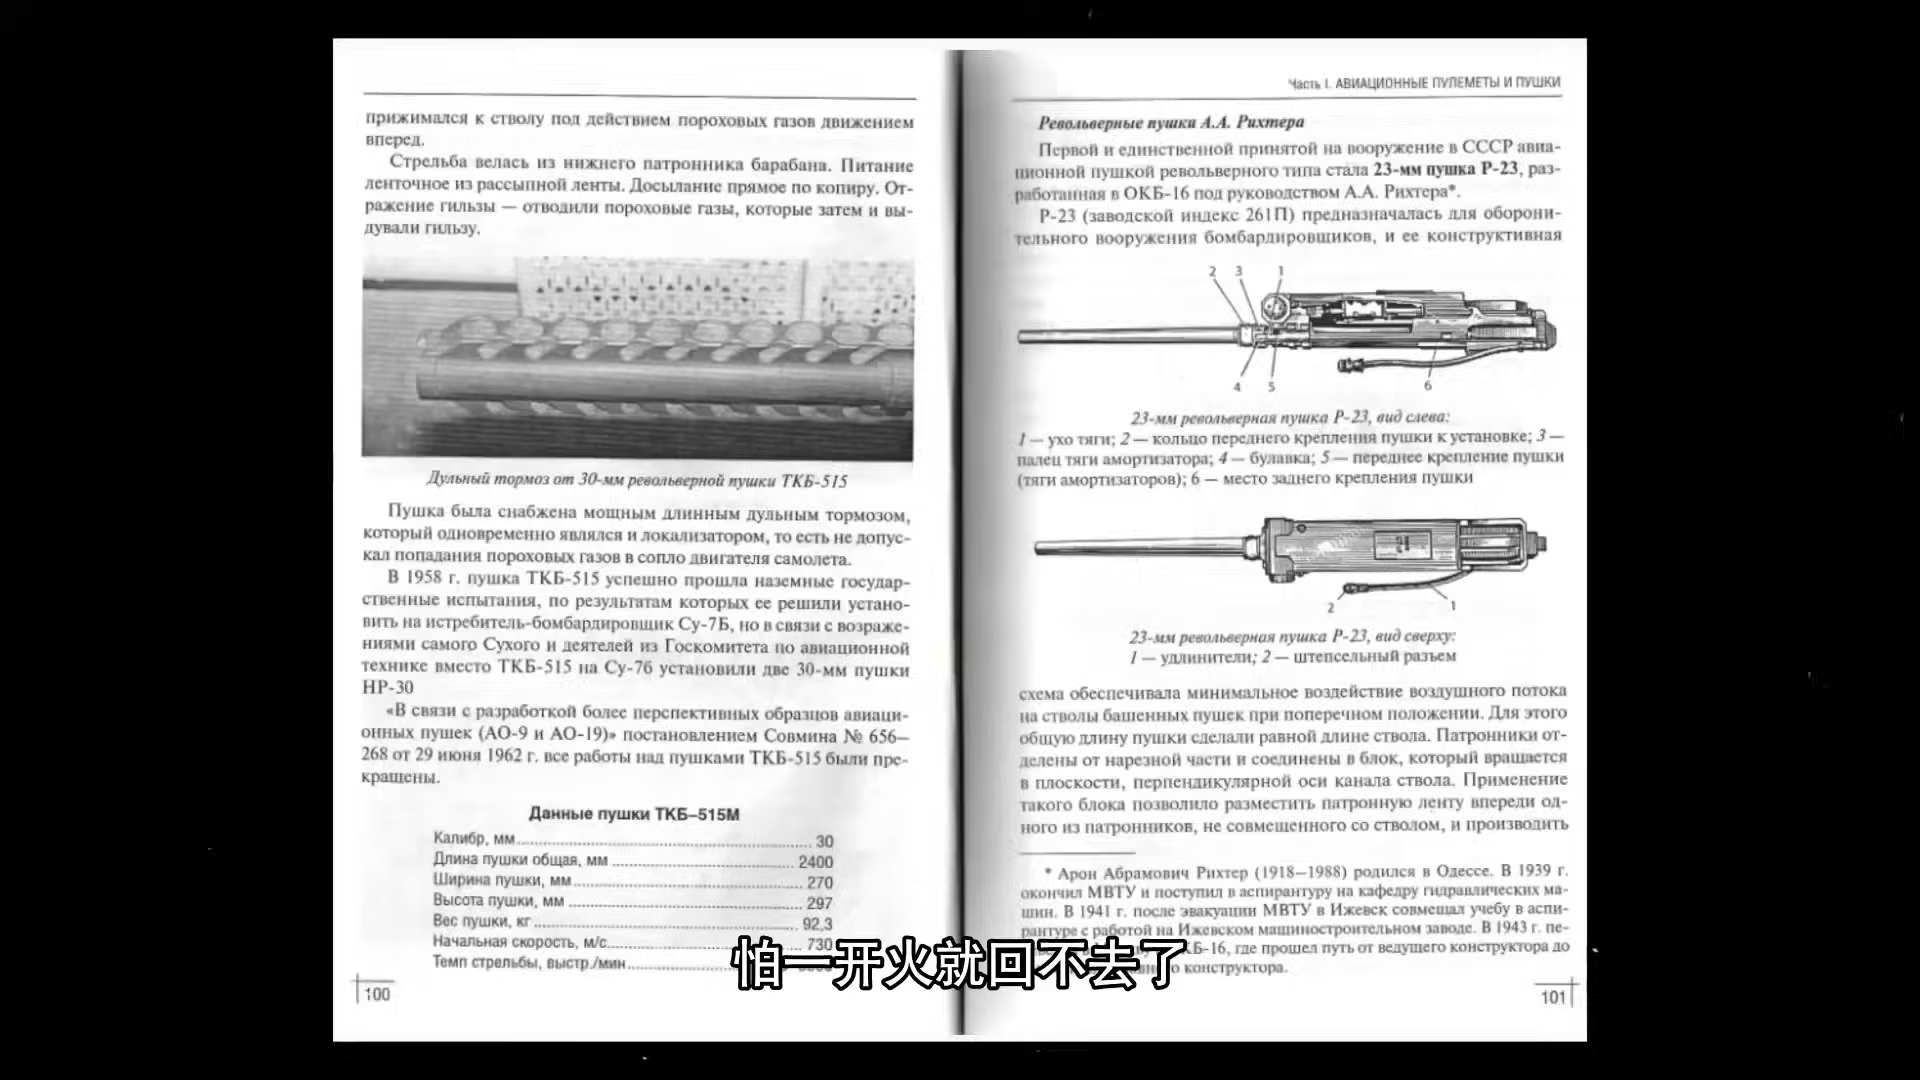 прижимался к стволу под действием пороховых газов движением
вперед.
Стрельба велась из нижнего патронника барабана. Питание
ленточное из рассыпной ленты. Досылание прямое по копиру. От-
ражение гильзы — отводили пороховые газы, которые затем и вы-
дували гильзу.
Дульный тормоз от 30-мм револьверной пушки ТКБ-515
Пушка была снабжена мощным длинным дульным тормозом,
который одновременно являлся и локализатором, то есть не допус-
кал попадания пороховых газов в сопло двигателя самолета.
В 1958 г. пушка ТКБ-515 успешно прошла наземные государ-
ственные испытания, по результатам которых ее решили устано-
вить на истребитель-бомбардировщик Су-7Б, но в связи с возраже-
ниями самого Сухого и деятелей из Госкомитета по авиационной
технике вместо ТКБ-515 на Су-7б установили две 30-мм пушки
НР-30
«В связи с разработкой более перспективных образцов авиаци-
онных пушек (АО-9 и АО-19)» постановлением Совмина № 656—
268 от 29 июня 1962 г. все работы над пушками ТКБ-515 были пре-
кращены.
Данные пушки ТКБ–515М
Калибр, мм 30
Длина пушки общая, мм 2400
Ширина пушки, мм 270
Высота пушки, мм 297
Вес пушки, кг 92,3
Начальная скорость, м/с 730
Темп стрельбы, выстр./мин
100
Часть I. АВИАЦИОННЫЕ ПУЛЕМЕТЫ И ПУШКИ
Револьверные пушки А.А. Рихтера
Первой и единственной принятой на вооружение в СССР авиа-
ционной пушкой револьверного типа стала 23-мм пушка Р-23, раз-
работанная в ОКБ-16 под руководством А.А. Рихтера*.
Р-23 (заводской индекс 261П) предназначалась для оборони-
тельного вооружения бомбардировщиков, и ее конструктивная
2 3 1
4 5 6
23-мм револьверная пушка Р-23, вид слева:
1 — ухо тяги; 2 — кольцо переднего крепления пушки к установке; 3 —
палец тяги амортизатора; 4 — булавка; 5 — переднее крепление пушки
(тяги амортизаторов); 6 — место заднего крепления пушки
2 1
23-мм револьверная пушка Р-23, вид сверху:
1 — удлинители; 2 — штепсельный разъем
схема обеспечивала минимальное воздействие воздушного потока
на стволы башенных пушек при поперечном положении. Для этого
общую длину пушки сделали равной длине ствола. Патронники от-
делены от нарезной части и соединены в блок, который вращается
в плоскости, перпендикулярной оси канала ствола. Применение
такого блока позволило разместить патронную ленту впереди од-
ного из патронников, не совмещенного со стволом, и производить
* Арон Абрамович Рихтер (1918–1988) родился в Одессе. В 1939 г.
окончил МВТУ и поступил в аспирантуру на кафедру гидравлических ма-
шин. В 1941 г. после эвакуации МВТУ в Ижевск совмещал учебу в аспи-
рантуре с работой на Ижевском машиностроительном заводе. В 1943 г. пе-
КБ-16, где прошел путь от ведущего конструктора до
конструктора.
101
怕一开火就回不去了